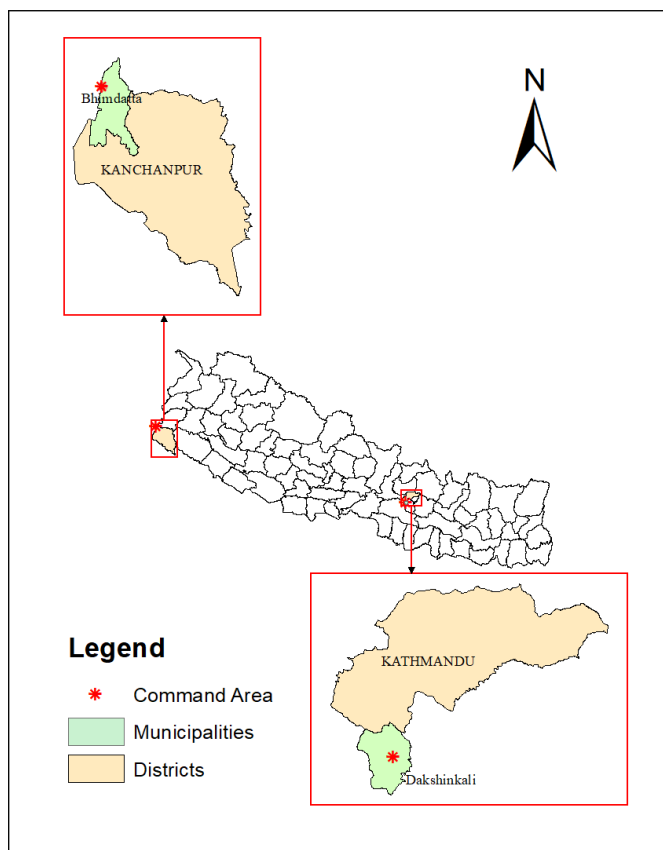 N
Bhimdatta
KANCHANPUR
KATHMANDU
Dakshinkali
Legend
Command Area
Municipalities
Districts